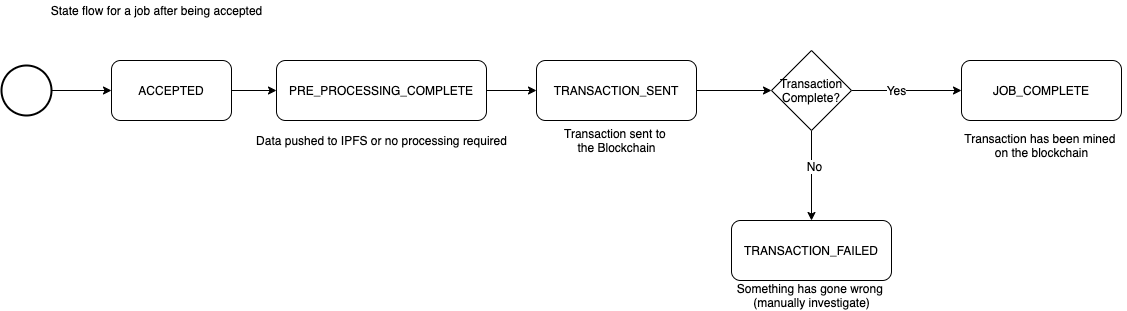 State flow for a job after being accepted
ACCEPTED
PRE_PROCESSING_COMPLETE
Data pushed to IPFS or no processing required
TRANSACTION_SENT
Transaction sent to
the Blockchain
Transaction
Complete?
Yes
JOB_COMPLETE
Transaction has been mined
on the blockchain
No
TRANSACTION_FAILED
Something has gone wrong
(manually investigate)